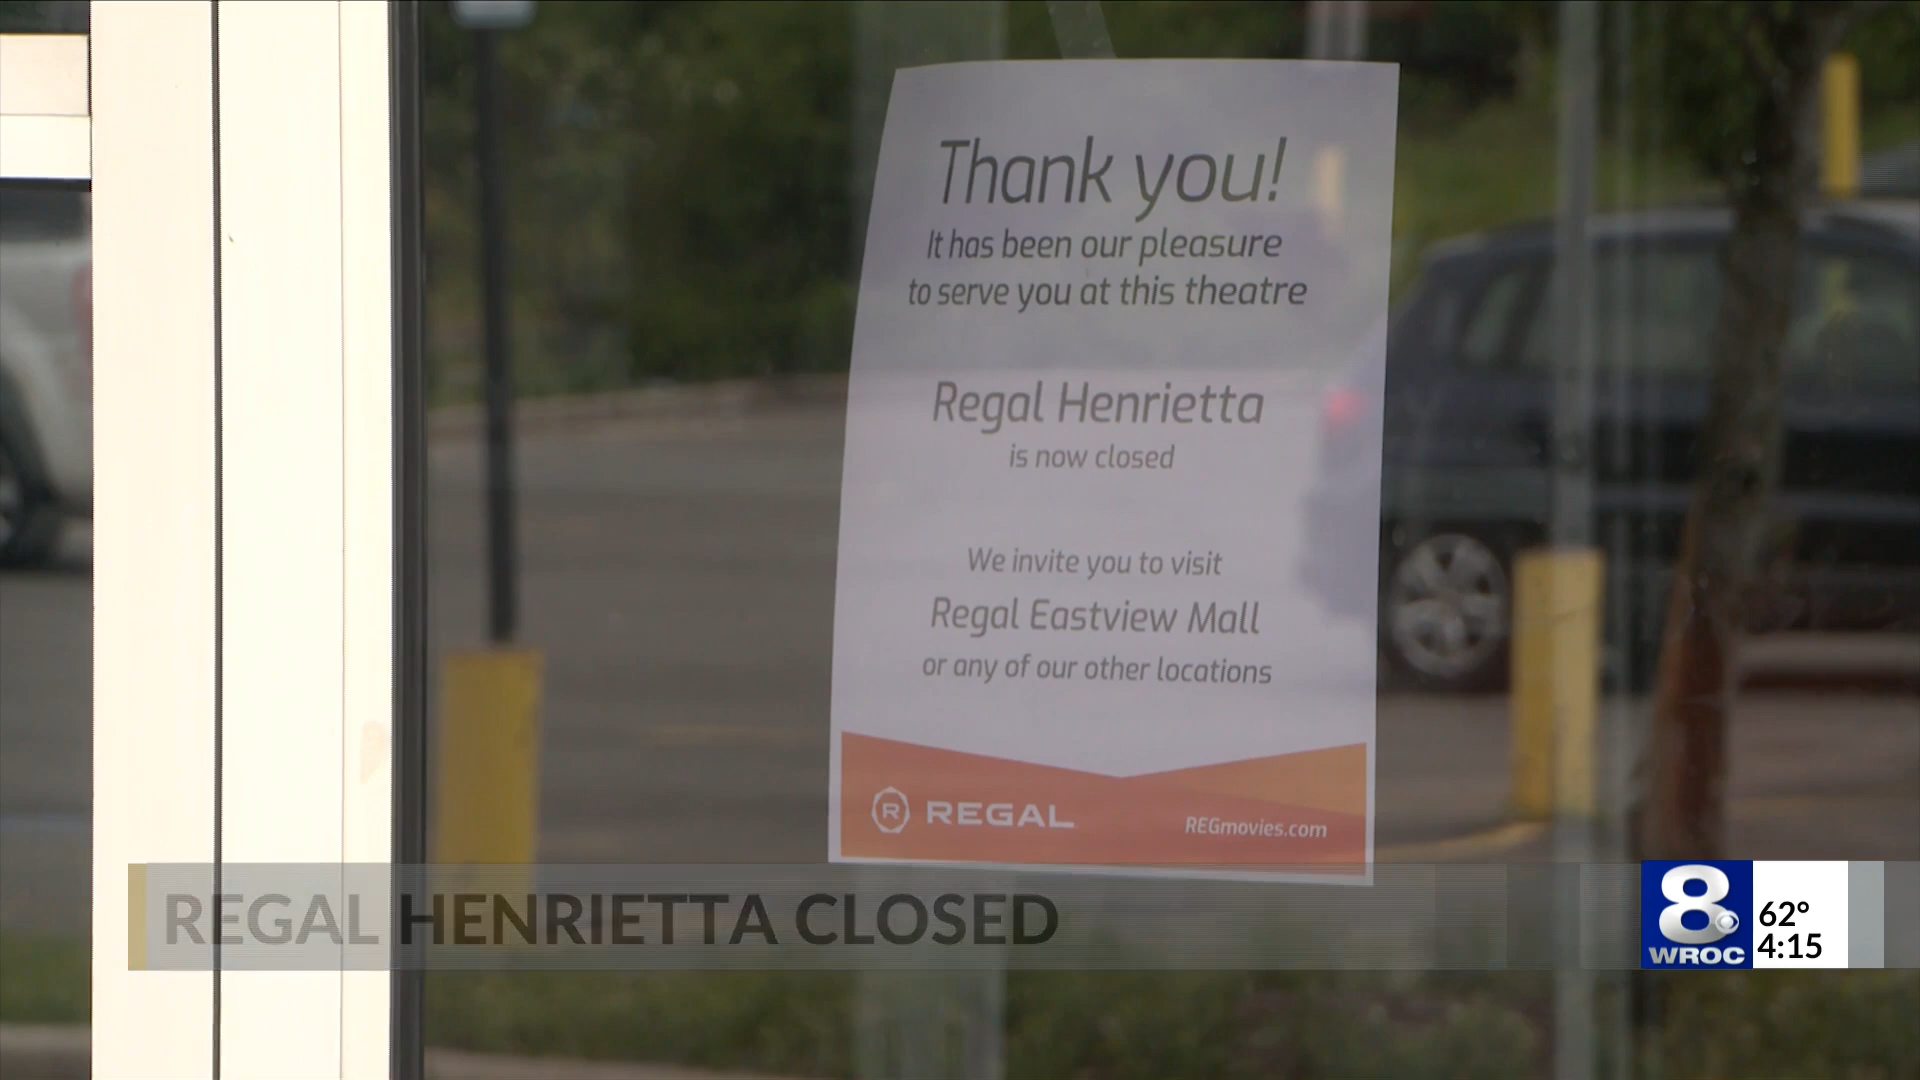 Thank you!
It has been our pleasure
to serve you at this theatre
Regal Henrietta
is now closed
We invite you to visit
Regal Eastview Mall
or any of our other locations
R REGAL
REGmovies.com
REGAL HENRIETTA CLOSED
8
WROC
62°
4:15